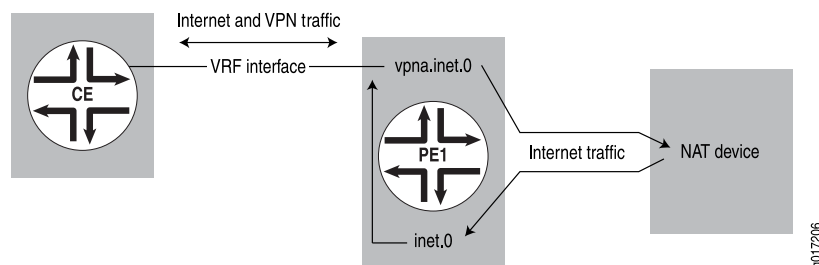 Internet and VPN traffic
VRF interface
vpna.inet.0
CE
PE1
Internet traffic
NAT device
inet.0
g017206